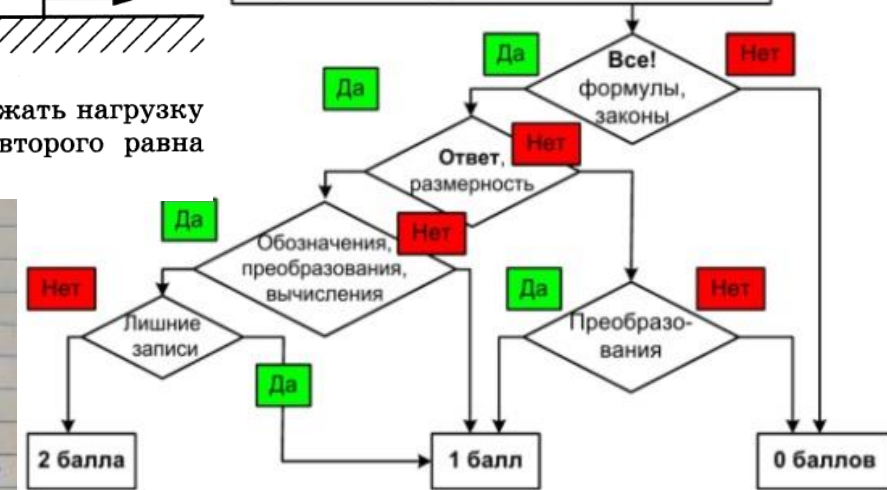 жать нагрузку
второго равна
Да
Все!
формулы,
законы
Нет
Да
Ответ,
размерность
Нет
Да
Обозначения,
преобразования,
вычисления
Нет
Нет
Лишние
записи
Да
Да
Преобразо-
вания
Нет
2 балла
1 балл
0 баллов